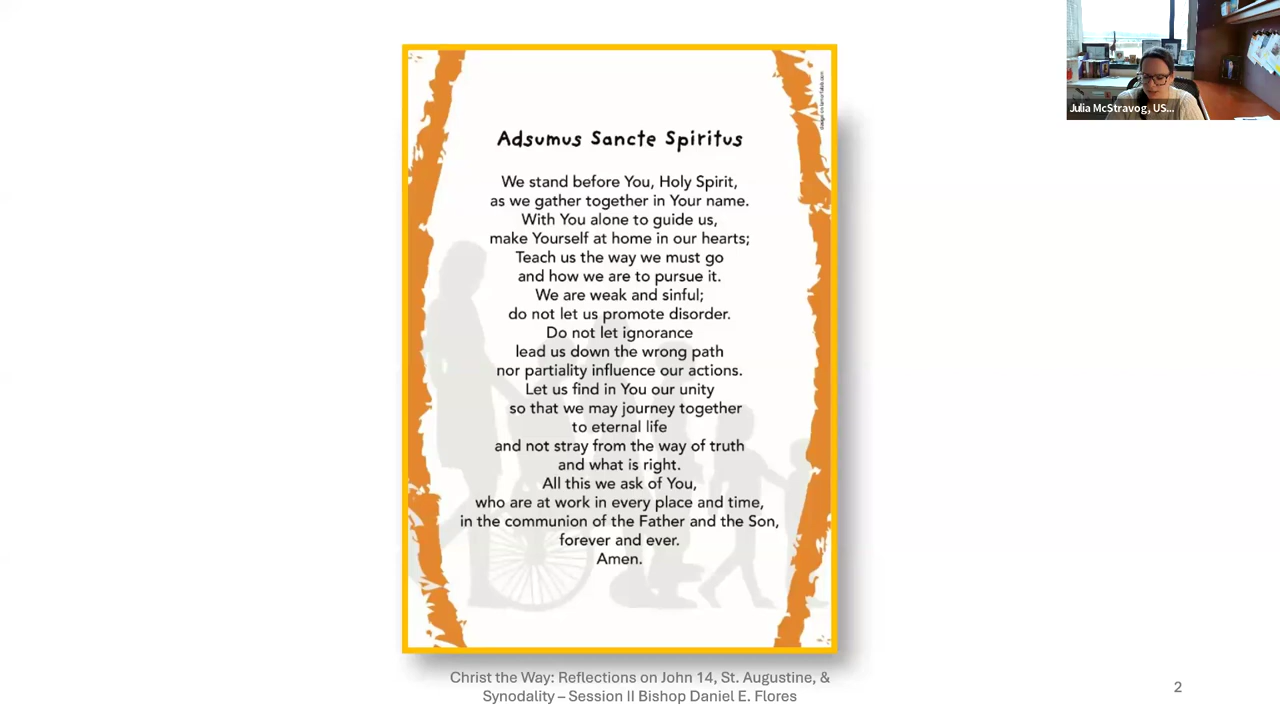 Julia McStravog, US...
Adsumus Sancte Spiritus
We stand before You, Holy Spirit,
as we gather together in Your name.
With You alone to guide us,
make Yourself at home in our hearts;
Teach us the way we must go
and how we are to pursue it.
We are weak and sinful;
do not let us promote disorder.
Do not let ignorance
lead us down the wrong path
nor partiality influence our actions.
Let us find in You our unity
so that we may journey together
to eternal life
and not stray from the way of truth
and what is right.
All this we ask of You,
who are at work in every place and time,
in the communion of the Father and the Son,
forever and ever.
Amen.
Christ the Way: Reflections on John 14, St. Augustine, &
Synodality – Session II Bishop Daniel E. Flores
2